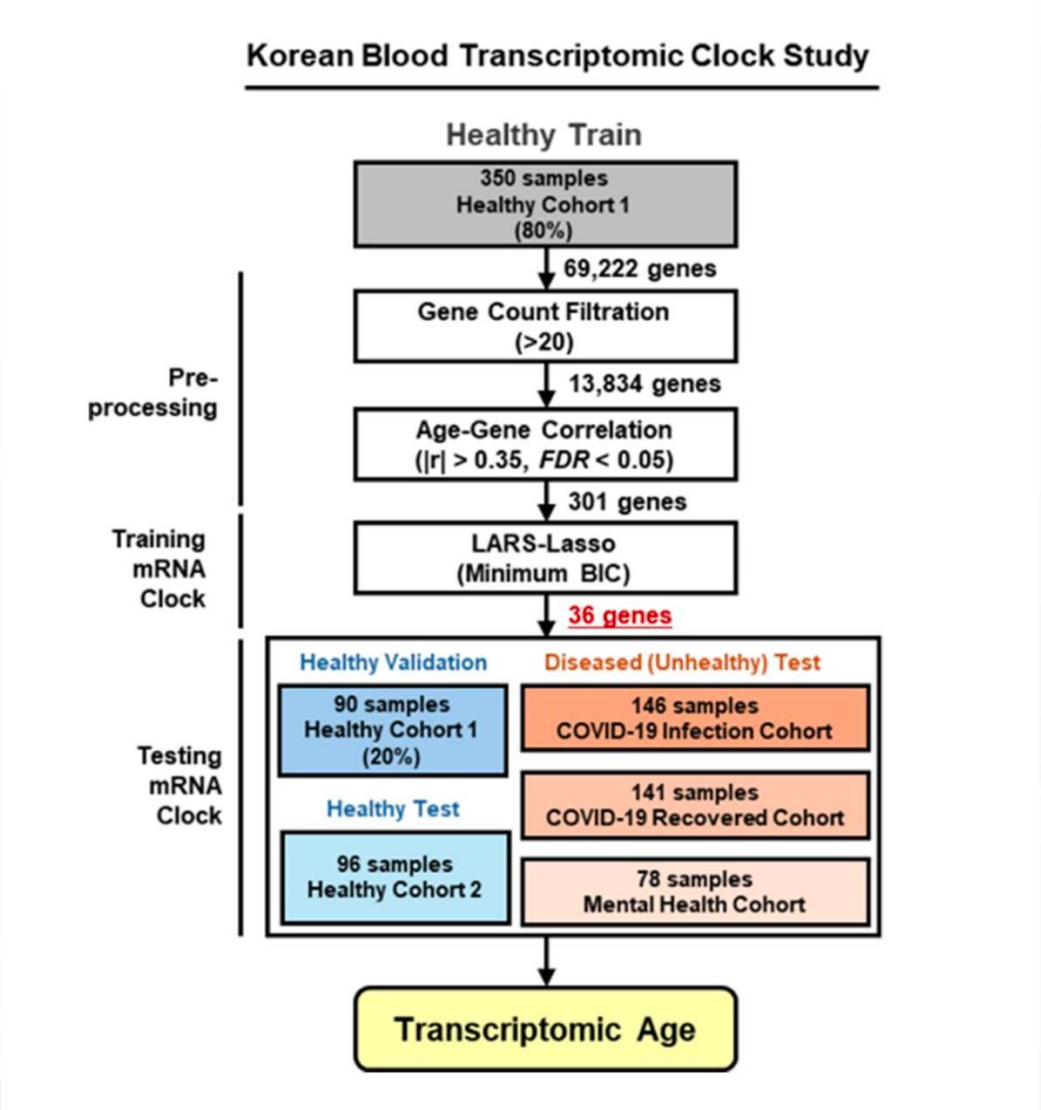 Korean Blood Transcriptomic Clock Study
Healthy Train
350 samples
Healthy Cohort 1
(80%)
69,222 genes
Gene Count Filtration
(>20)
13,834 genes
Pre-
processing
Age-Gene Correlation
(|r| > 0.35, FDR < 0.05)
301 genes
Training
mRNA
Clock
LARS-Lasso
(Minimum BIC)
36 genes
Testing
mRNA
Clock
Healthy Validation
90 samples
Healthy Cohort 1
(20%)
Healthy Test
96 samples
Healthy Cohort 2
Diseased (Unhealthy) Test
146 samples
COVID-19 Infection Cohort
141 samples
COVID-19 Recovered Cohort
78 samples
Mental Health Cohort
Transcriptomic Age